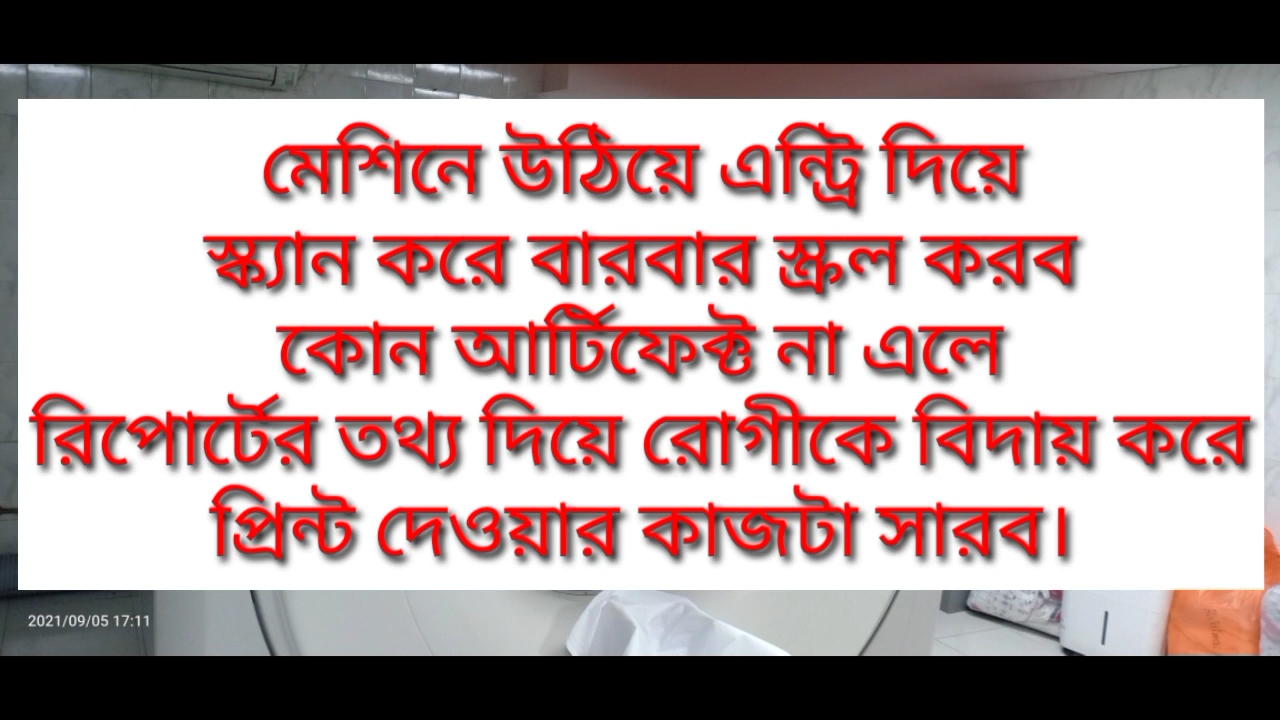 মেশিনে উঠিয়ে এন্ট্রি দিয়ে
স্ক্যান করে বারবার স্ক্রল করব
কোন আর্টিফেক্ট না এলে
রিপোর্টের তথ্য দিয়ে রোগীকে বিদায় করে
প্রিন্ট দেওয়ার কাজটা সারব।
2021/09/05 17:11